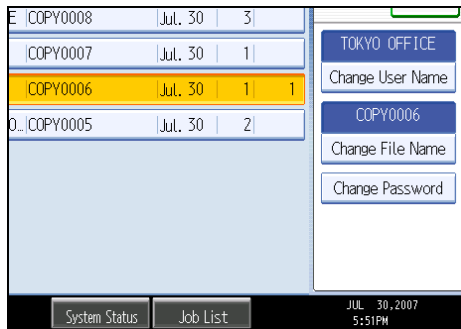 E COPY0008 Jul. 30 3
COPY0007 Jul. 30 1
COPY0006 Jul. 30 1 1
O... COPY0005 Jul. 30 2
TOKYO OFFICE
Change User Name
COPY0006
Change File Name
Change Password
System Status Job List
JUL 30,2007
5:51PM